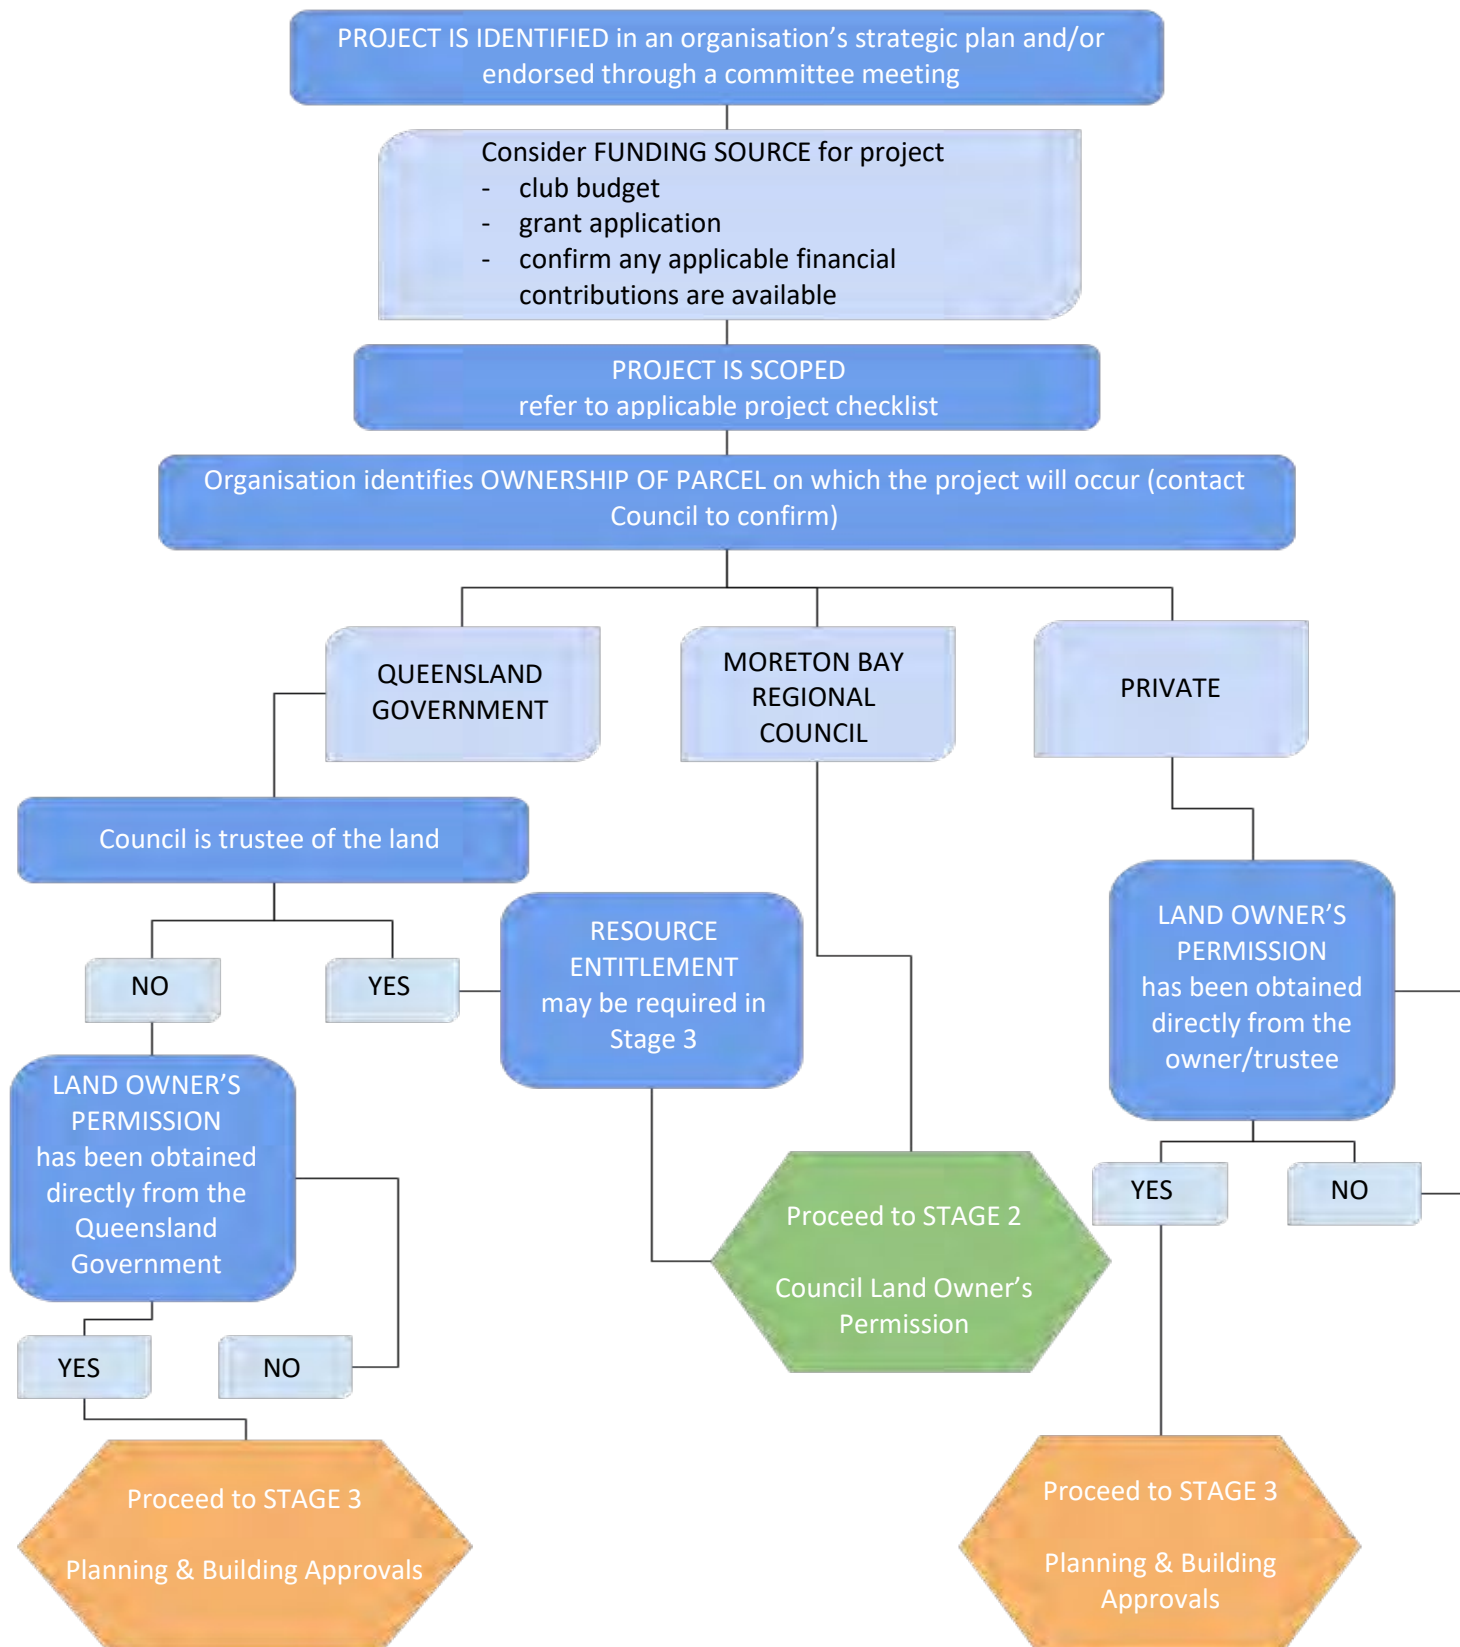 PROJECT IS IDENTIFIED in an organisation’s strategic plan and/or
endorsed through a committee meeting
Consider FUNDING SOURCE for project
- club budget
- grant application
- confirm any applicable financial
contributions are available
PROJECT IS SCOPED
refer to applicable project checklist
Organisation identifies OWNERSHIP OF PARCEL on which the project will occur (contact
Council to confirm)
QUEENSLAND
GOVERNMENT
MORETON BAY
REGIONAL
COUNCIL
PRIVATE
Council is trustee of the land
NO
YES
RESOURCE
ENTITLEMENT
may be required in
Stage 3
LAND OWNER’S
PERMISSION
has been obtained
directly from the
owner/trustee
LAND OWNER’S
PERMISSION
has been obtained
directly from the
Queensland
Government
YES
NO
Proceed to STAGE 2
Council Land Owner’s
Permission
YES
NO
Proceed to STAGE 3
Planning & Building Approvals
Proceed to STAGE 3
Planning & Building
Approvals